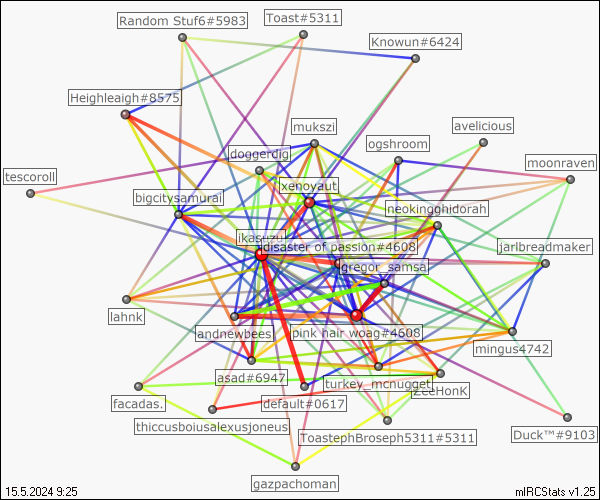 Random Stuf6#5983
Toast#5311
Knowun#6424
Heighleaigh#8575
mukszi
avelicious
ogshroom
doggerdig
moonraven
tescoroll
xenoyaut
bigcitysamurai
neokingghidorah
ikasuzu
disaster of passion#4608
jarlbreadmaker
gregor_samsa
lahnk
andnewbees
pink hair woag#4608
mingus4742
asad#6947
turkey_mcnugget
ZeeHonK
facadas.
default#0617
thiccusboiusalexusjoneus
ToastephBroseph5311#5311
Duck™#9103
gazpachoman
15.5.2024 9:25
mIRCStats v1.25